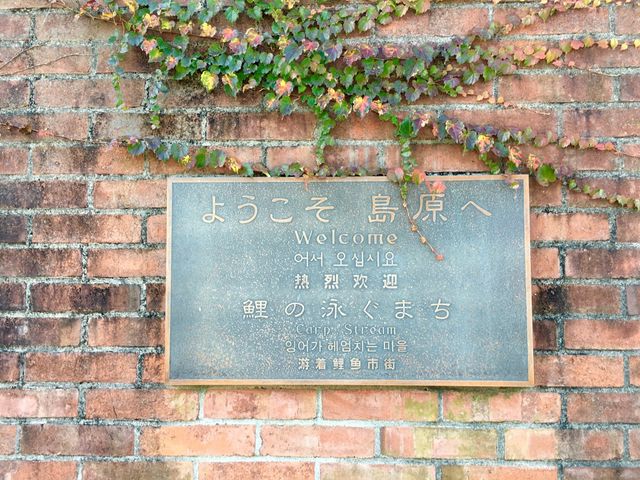 ようこそ 島原へ
Welcome
어서 오십시요
热烈欢迎
鯉の泳ぐまち
Carp Stream
잉어가 헤엄치는 마을
游着鲤鱼市街